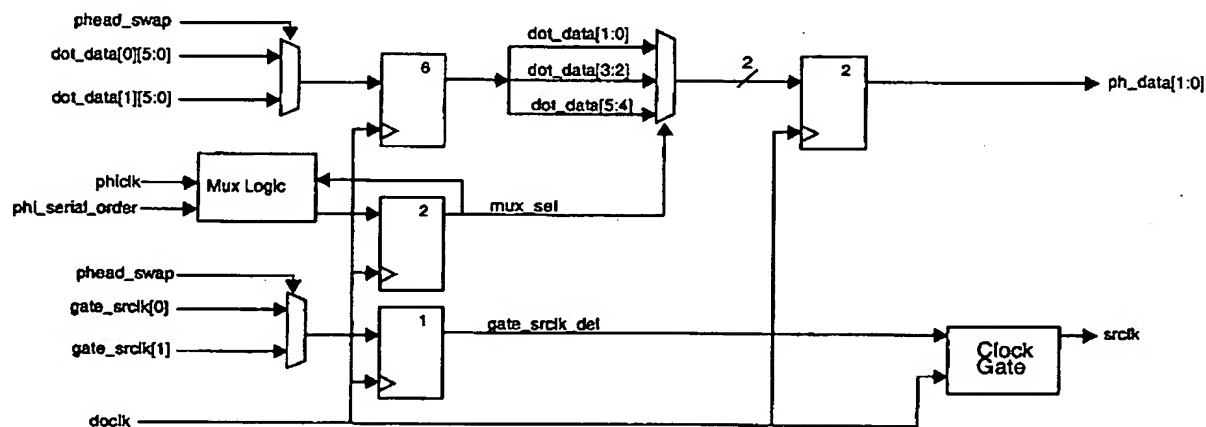 phead_swap
dot_data[0][5:0]
dot_data[1][5:0]
6
dot_data[1:0]
dot_data[3:2]
dot_data[5:4]
2
2
ph_data[1:0]
phiclk
phi_serial_order
Mux Logic
2
mux_sel
phead_swap
gate_srclk[0]
gate_srclk[1]
1
gate_srclk_del
Clock
Gate
srclk
doclk